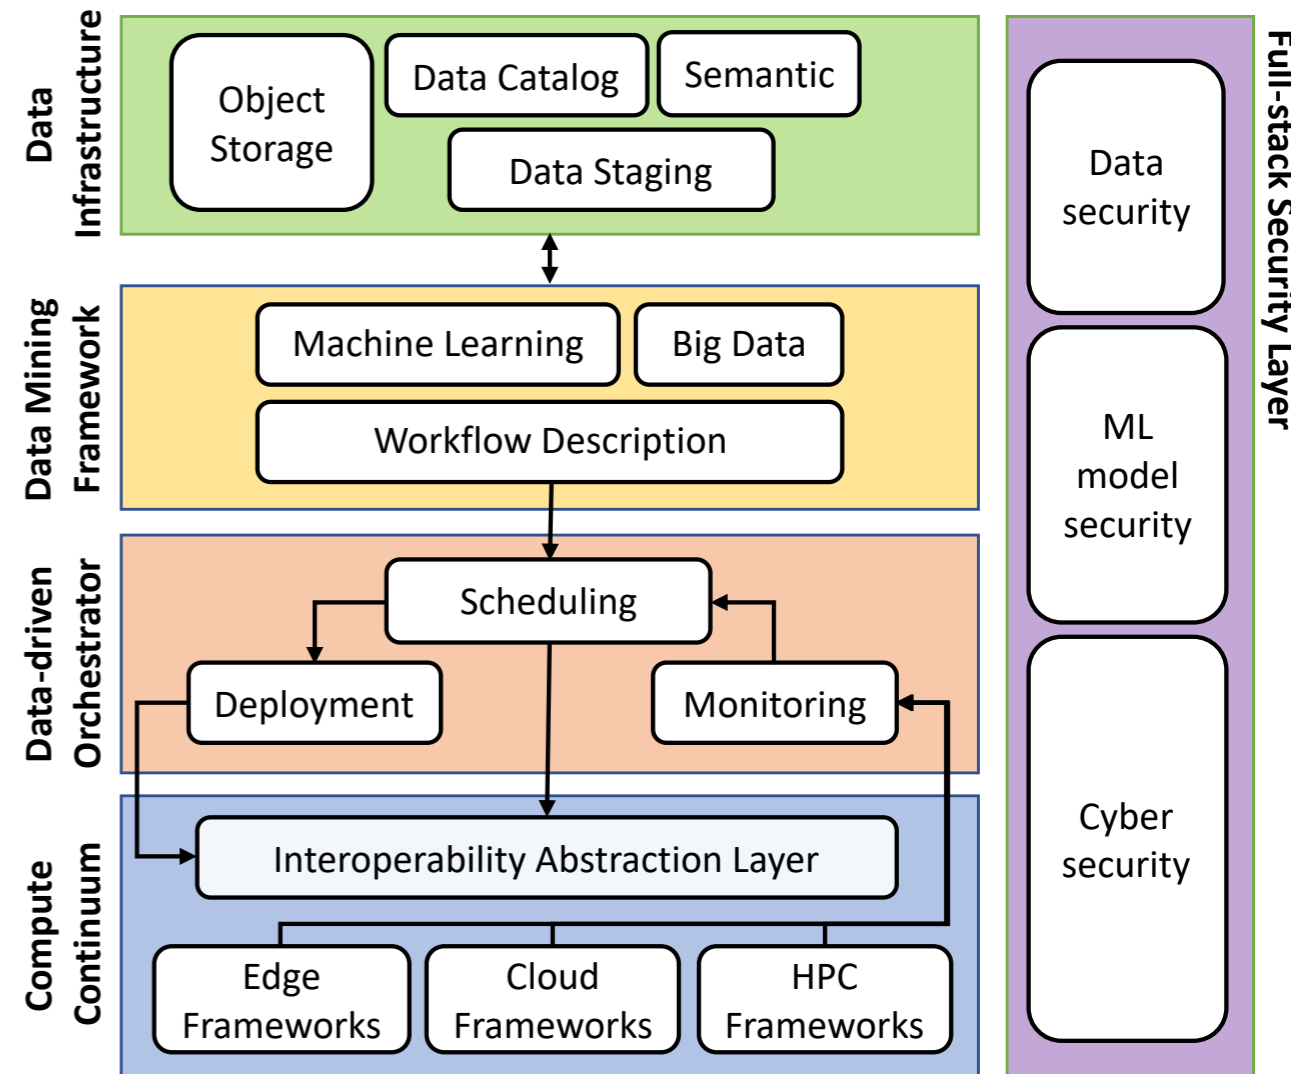 Data
Infrastructure
Object
Storage
Data Catalog
Semantic
Data Staging
Data Mining
Framework
Machine Learning
Big Data
Workflow Description
Data-driven
Orchestrator
Scheduling
Deployment
Monitoring
Compute
Continuum
Interoperability Abstraction Layer
Edge
Frameworks
Cloud
Frameworks
HPC
Frameworks
Full-stack Security Layer
Data
security
ML
model
security
Cyber
security